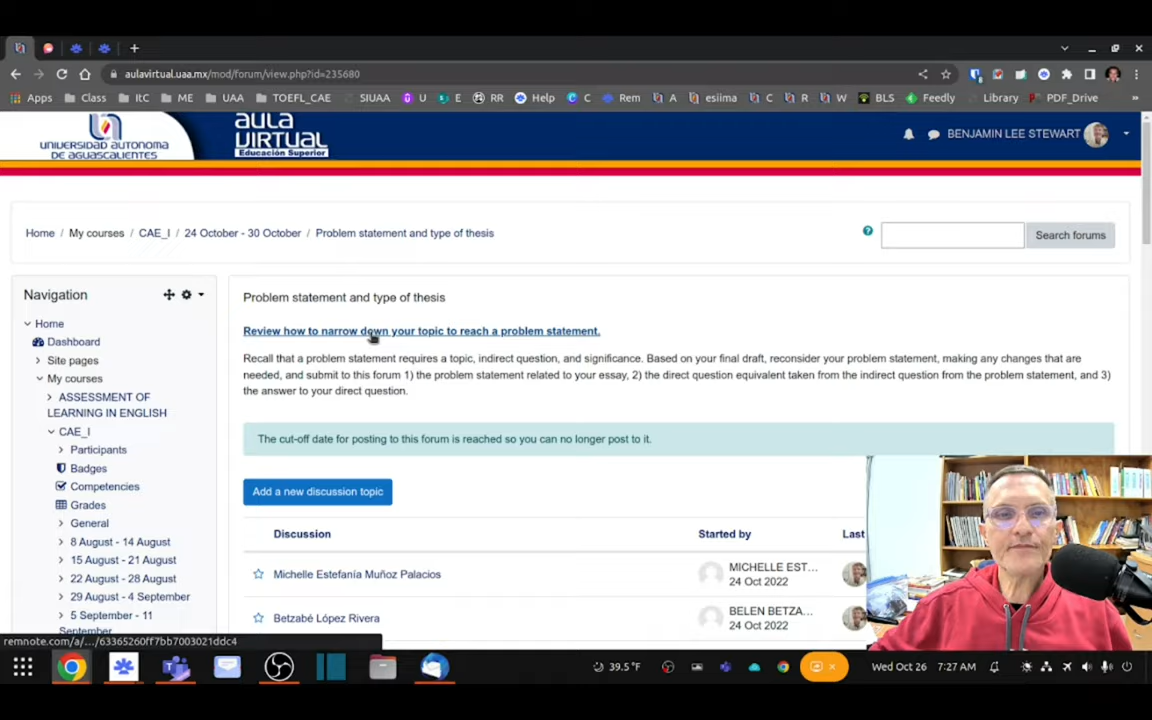 aulavirtual.uaa.mx/mod/forum/view.php?id=235680
Apps Class ItC ME UAA TOEFL_CAE SIUAA U E RR Help C Rem A esiima C R W BLS Feedly Library PDF_Drive »
UNIVERSIDAD AUTONOMA
DE AGUASCALIENTES
AULA
VIRTUAL
Educación Superior
BENJAMIN LEE STEWART
Home / My courses / CAE_I / 24 October - 30 October / Problem statement and type of thesis
Search forums
Navigation
Home
Dashboard
Site pages
My courses
ASSESSMENT OF
LEARNING IN ENGLISH
CAE_I
Participants
Badges
Competencies
Grades
General
8 August - 14 August
15 August - 21 August
22 August - 28 August
29 August - 4 September
5 September - 11
September
Problem statement and type of thesis
Review how to narrow down your topic to reach a problem statement.
Recall that a problem statement requires a topic, indirect question, and significance. Based on your final draft, reconsider your problem statement, making any changes that are
needed, and submit to this forum 1) the problem statement related to your essay, 2) the direct question equivalent taken from the indirect question from the problem statement, and 3)
the answer to your direct question.
The cut-off date for posting to this forum is reached so you can no longer post to it.
Add a new discussion topic
Discussion Started by Last
Michelle Estefanía Muñoz Palacios MICHELLE EST...
24 Oct 2022
Betzabé López Rivera BELEN BETZA...
25 Oct 2022
remnote.com/a/.../63365260ff7bb7003021ddc4
39.5 °F Wed Oct 26 7:27 AM